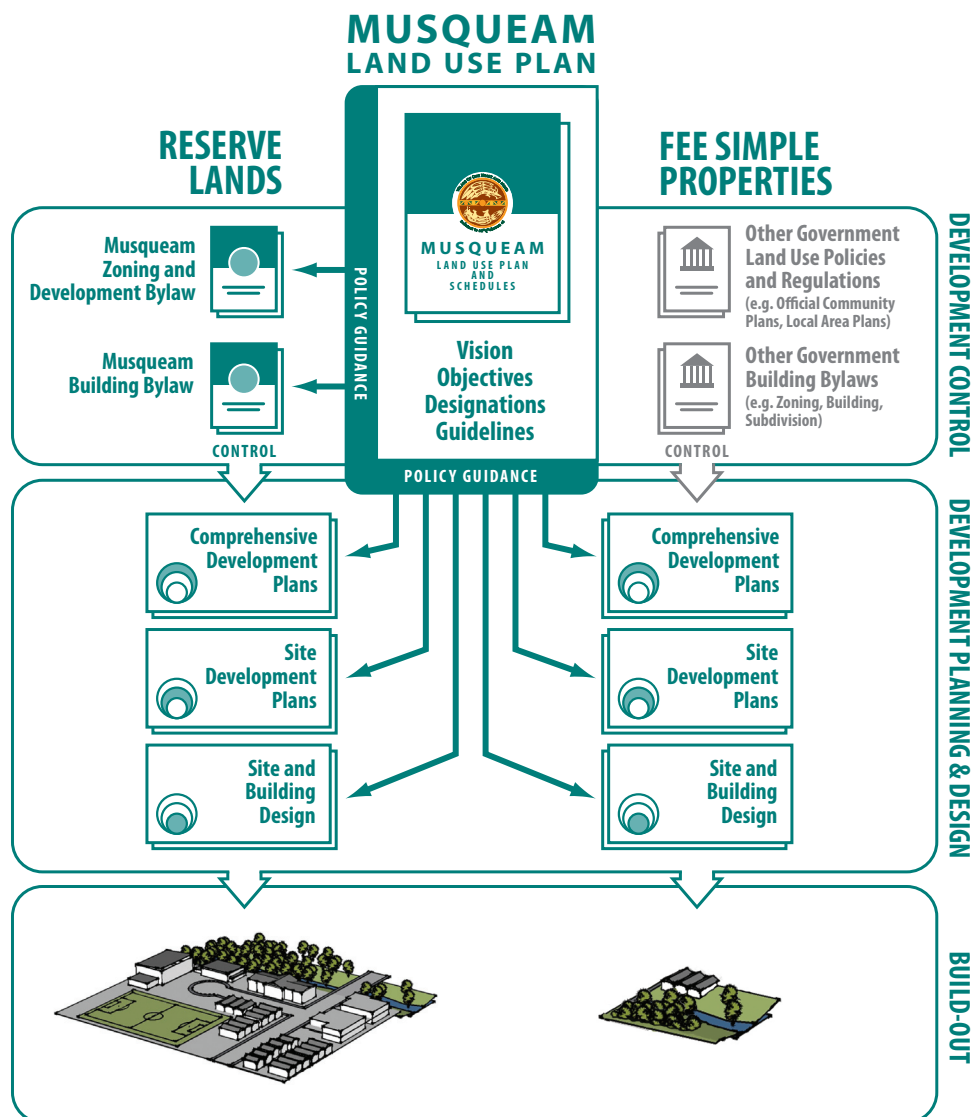 MUSQUEAM
LAND USE PLAN
RESERVE
LANDS
FEE SIMPLE
PROPERTIES
MUSQUEAM
LAND USE PLAN
AND
SCHEDULES
Vision
Objectives
Designations
Guidelines
POLICY GUIDANCE
POLICY GUIDANCE
Musqueam
Zoning and
Development Bylaw
Musqueam
Building Bylaw
CONTROL
Other Government
Land Use Policies
and Regulations
(e.g. Official Community
Plans, Local Area Plans)
Other Government
Building Bylaws
(e.g. Zoning, Building,
Subdivision)
CONTROL
DEVELOPMENT CONTROL
Comprehensive
Development
Plans
Site
Development
Plans
Site and
Building
Design
Comprehensive
Development
Plans
Site
Development
Plans
Site and
Building
Design
DEVELOPMENT PLANNING & DESIGN
BUILD-OUT